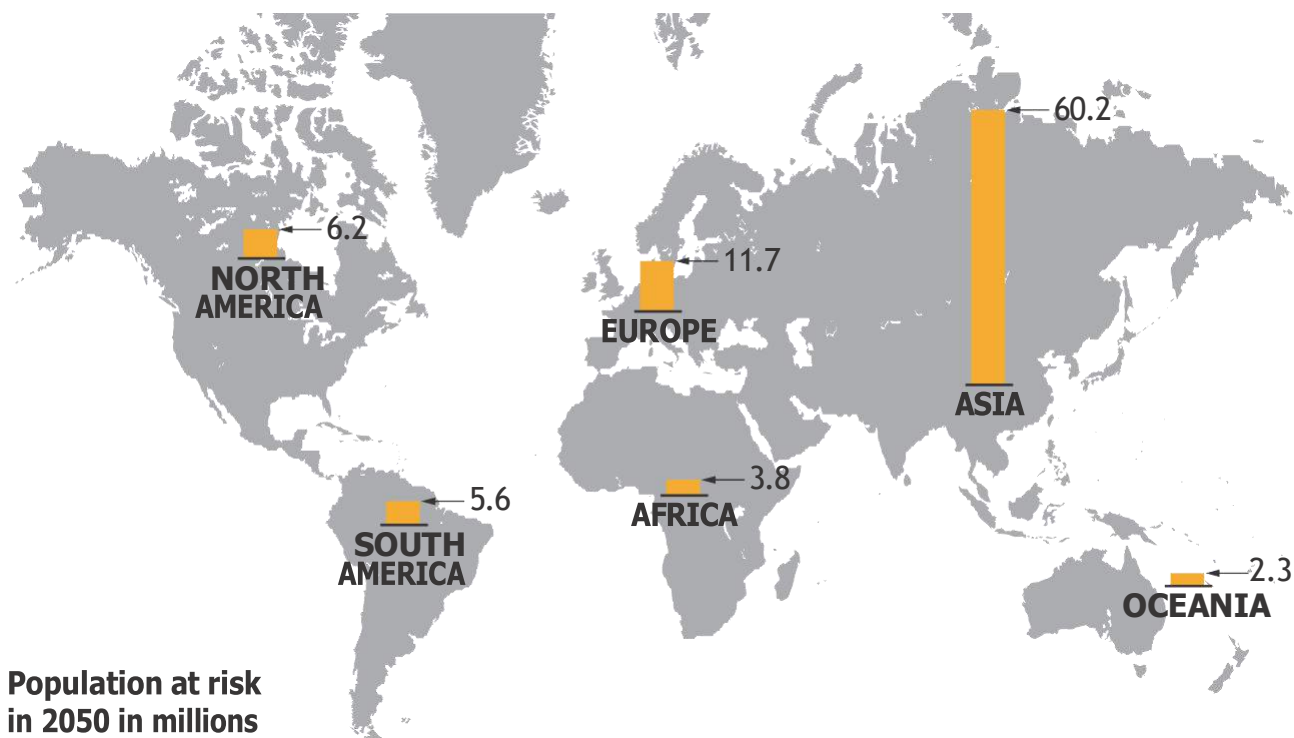 60.2
6.2
NORTH
AMERICA
11.7
EUROPE
ASIA
3.8
AFRICA
5.6
SOUTH
AMERICA
2.3
OCEANIA
Population at risk
in 2050 in millions